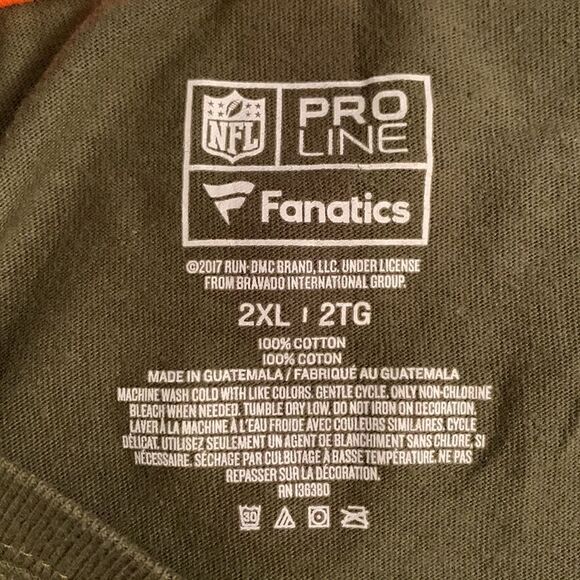 NFL
PRO
LINE
Fanatics
©2017 RUN-DMC BRAND, LLC. UNDER LICENSE
FROM BRAVADO INTERNATIONAL GROUP.
2XL | 2TG
100% COTTON
100% COTON
MADE IN GUATEMALA / FABRIQUÉ AU GUATEMALA
MACHINE WASH COLD WITH LIKE COLORS. GENTLE CYCLE. ONLY NON-CHLORINE
BLEACH WHEN NEEDED. TUMBLE DRY LOW. DO NOT IRON ON DECORATION.
LAVER À LA MACHINE À L'EAU FROIDE AVEC COULEURS SIMILAIRES. CYCLE
DÉLICAT. UTILISEZ SEULEMENT UN AGENT DE BLANCHIMENT SANS CHLORE, SI
NÉCESSAIRE. SÉCHAGE PAR CULBUTAGE À BASSE TEMPÉRATURE. NE PAS
REPASSER SUR LA DÉCORATION.
RN 136380
30